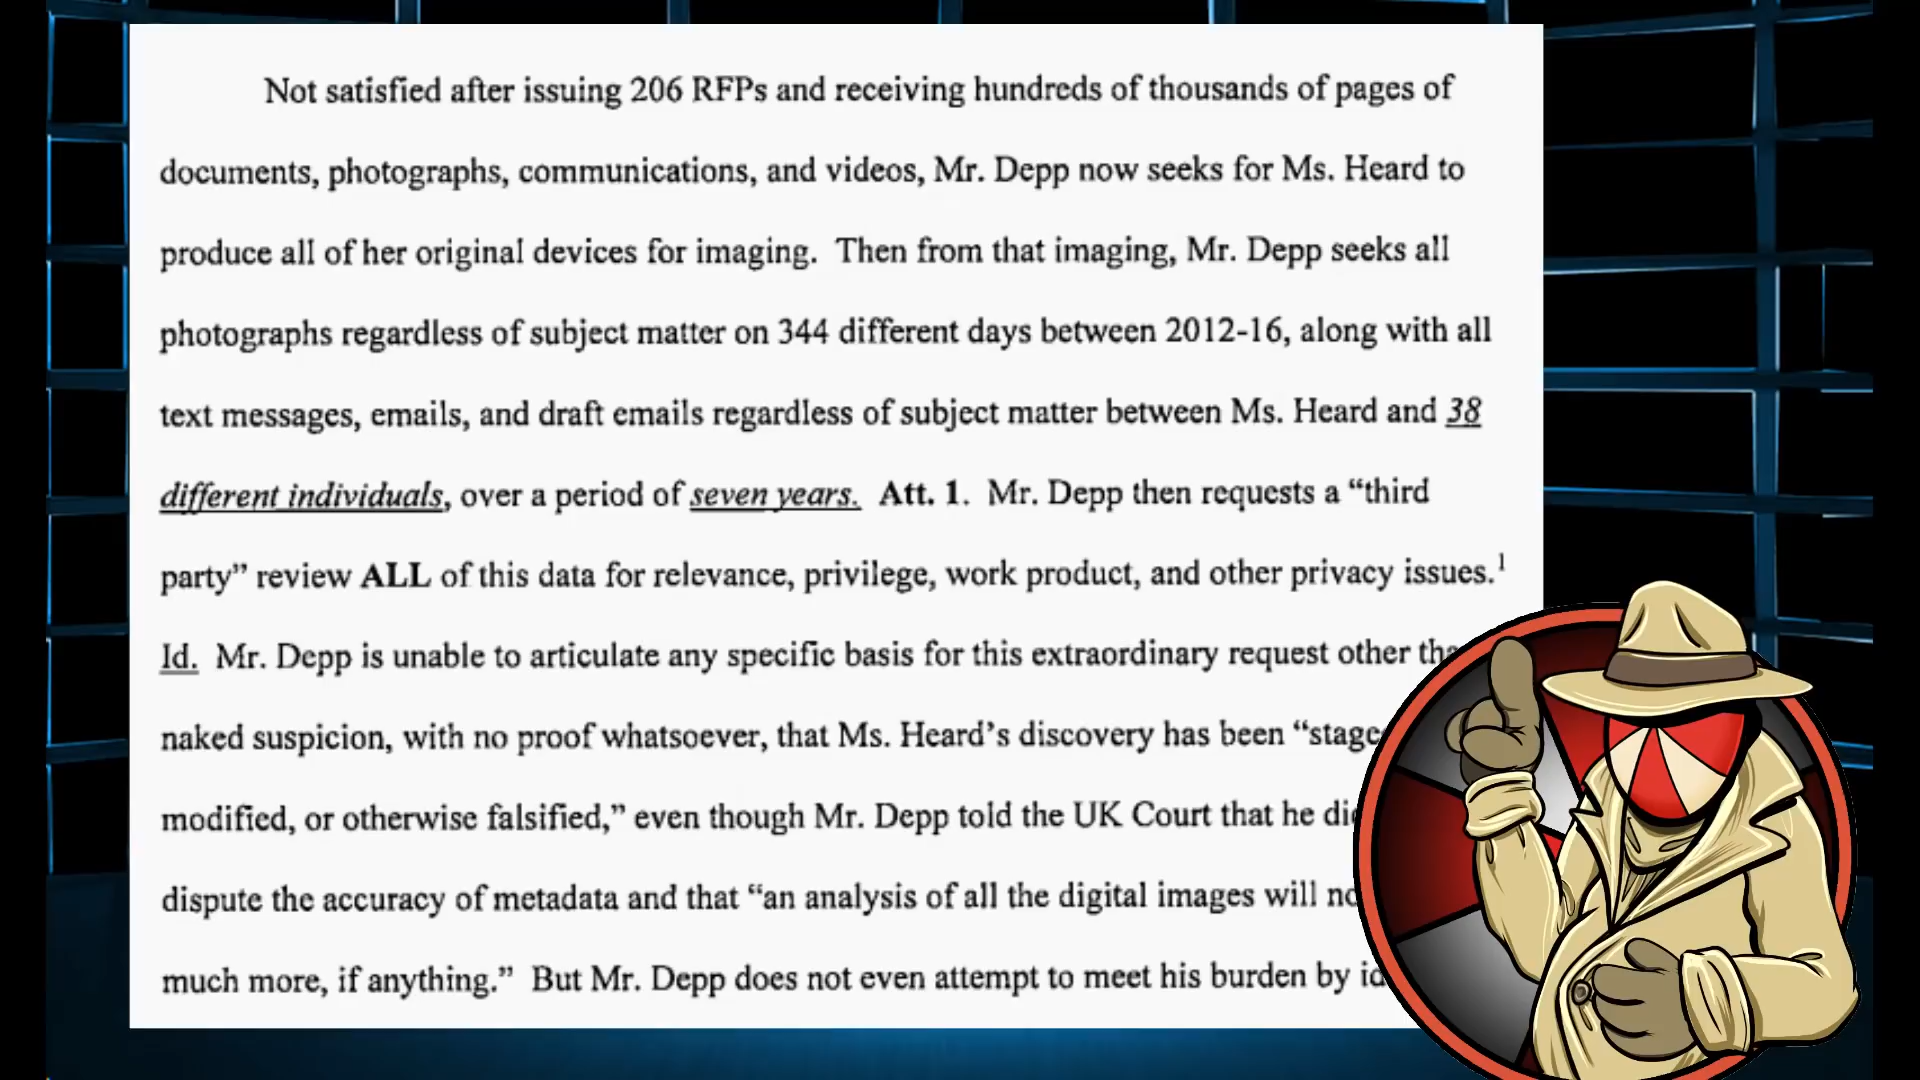 Not satisfied after issuing 206 RFPs and receiving hundreds of thousands of pages of
documents, photographs, communications, and videos, Mr. Depp now seeks for Ms. Heard to
produce all of her original devices for imaging. Then from that imaging, Mr. Depp seeks all
photographs regardless of subject matter on 344 different days between 2012-16, along with all
text messages, emails, and draft emails regardless of subject matter between Ms. Heard and 38
different individuals, over a period of seven years. Att. 1. Mr. Depp then requests a “third
party” review ALL of this data for relevance, privilege, work product, and other privacy issues.¹
Id. Mr. Depp is unable to articulate any specific basis for this extraordinary request other
naked suspicion, with no proof whatsoever, that Ms. Heard’s discovery has been
modified, or otherwise falsified,” even though Mr. Depp told the UK Court that he
dispute the accuracy of metadata and that “an analysis of all the digital images will
much more, if anything.” But Mr. Depp does not even attempt to meet his burden by